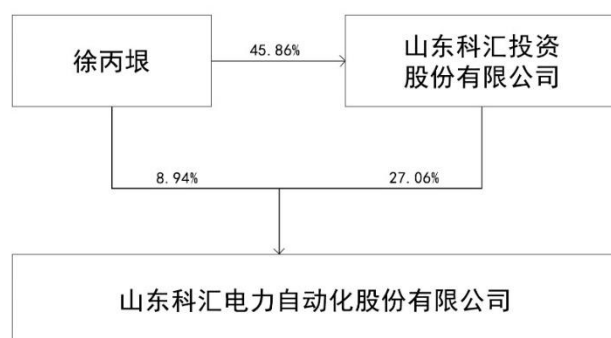 徐丙垠
45.86%
山东科汇投资
股份有限公司
8.94%
27.06%
山东科汇电力自动化股份有限公司